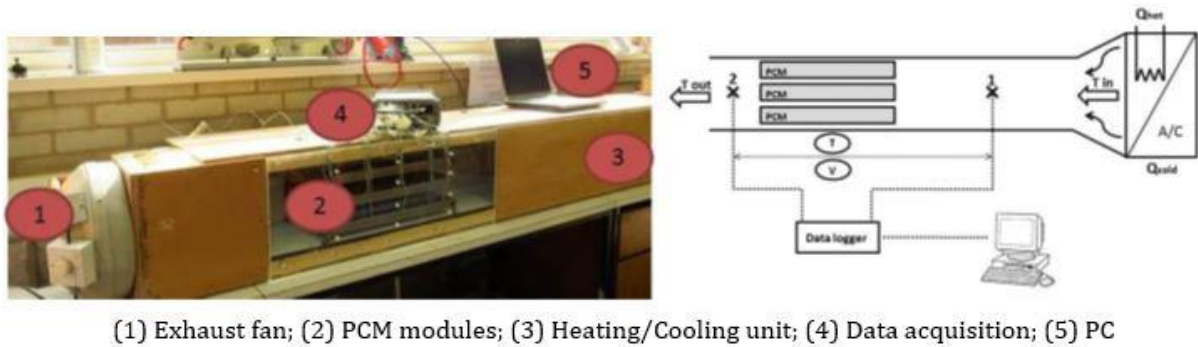 1
2
3
4
5
Qhot
PCM
PCM
PCM
2
1
T out
T in
A/C
T
V
Qcold
Data logger
(1) Exhaust fan; (2) PCM modules; (3) Heating/Cooling unit; (4) Data acquisition; (5) PC